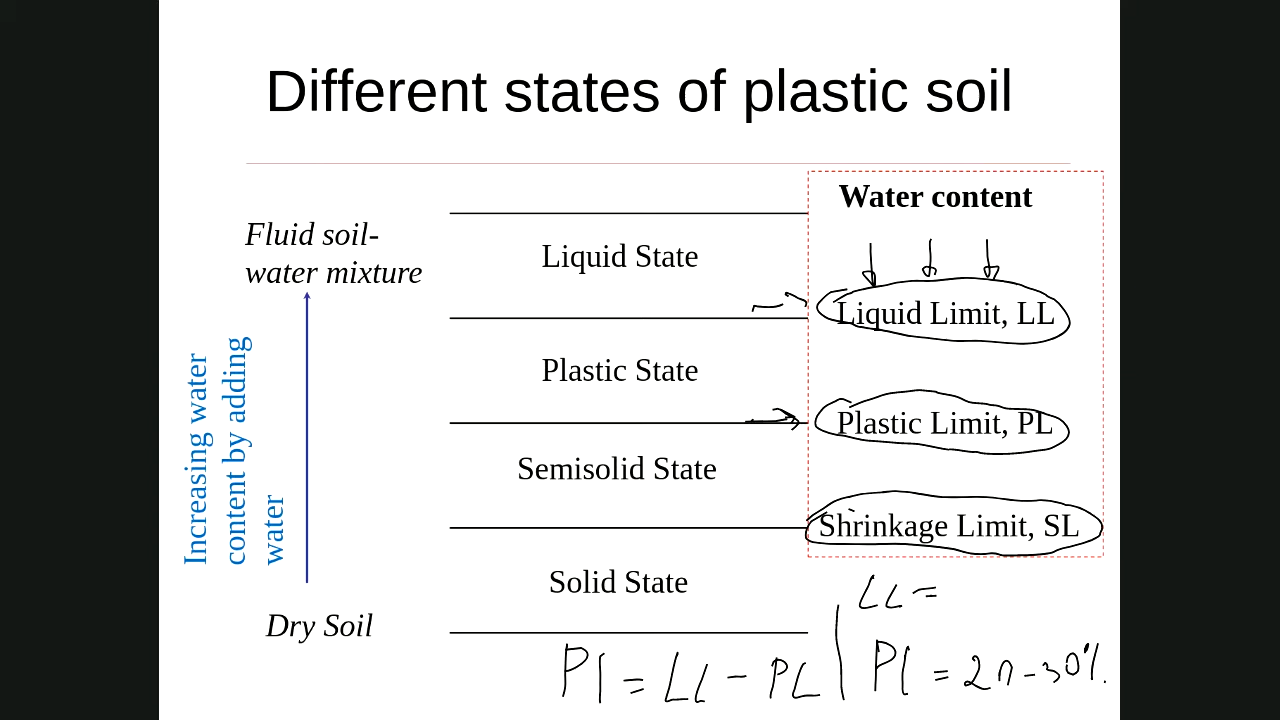 Different states of plastic soil
Water content
Fluid soil-
water mixture
Liquid State
Liquid Limit, LL
Plastic State
Plastic Limit, PL
Increasing water
content by adding
water
Semisolid State
Shrinkage Limit, SL
Solid State
Dry Soil
LL =
PI = LL - PL
PI = 20-30%